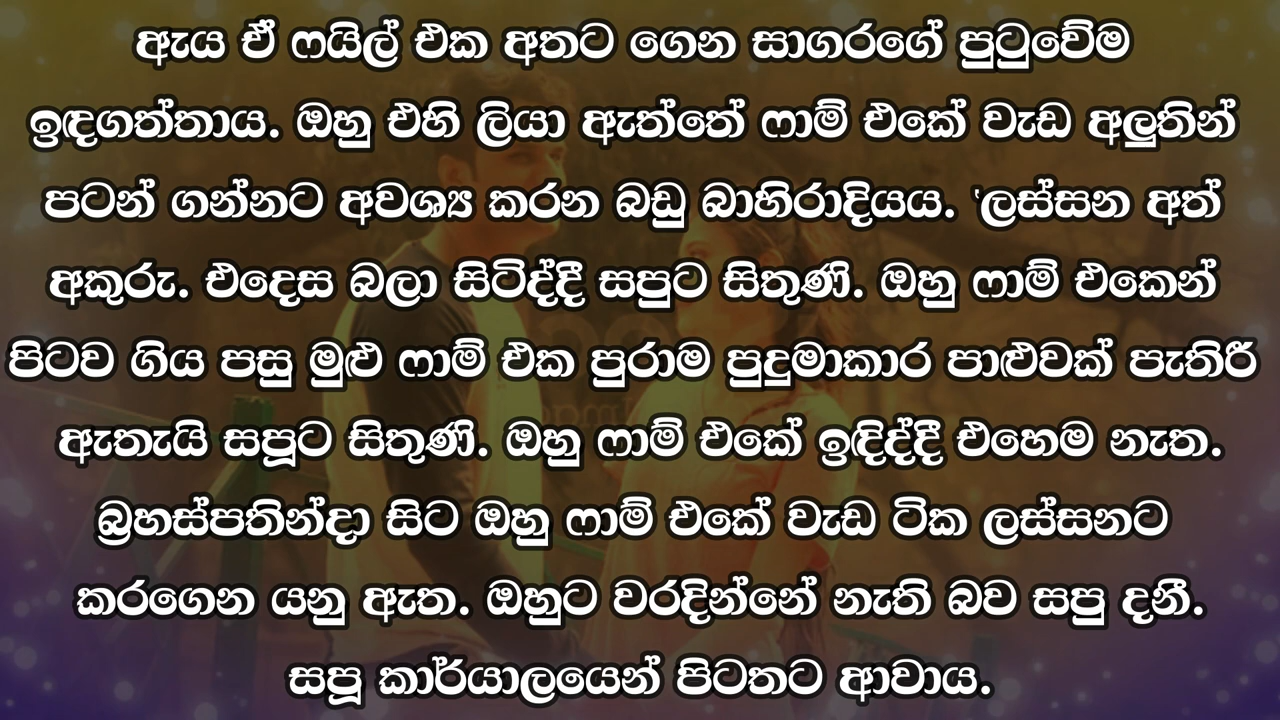 ඇය ඒ ෆයිල් එක අතට ගෙන සාගරගේ පුටුවේම
ඉඳගත්තාය. ඔහු එහි ලියා ඇත්තේ ෆාම් එකේ වැඩ අලුතින්
පටන් ගන්නට අවශ්‍ය කරන බඩු බාහිරාදියය. 'ලස්සන අත්
අකුරු. එදෙස බලා සිටිද්දී සපුට සිතුණි. ඔහු ෆාම් එකෙන්
පිටව ගිය පසු මුළු ෆාම් එක පුරාම පුදුමාකාර පාළුවක් පැතිරී
ඇතැයි සපූට සිතුණි. ඔහු ෆාම් එකේ ඉඳිද්දී එහෙම නැත.
බ්‍රහස්පතින්දා සිට ඔහු ෆාම් එකේ වැඩ ටික ලස්සනට
කරගෙන යනු ඇත. ඔහුට වරදින්නේ නැති බව සපු දනී.
සපූ කාර්යාලයෙන් පිටතට ආවාය.